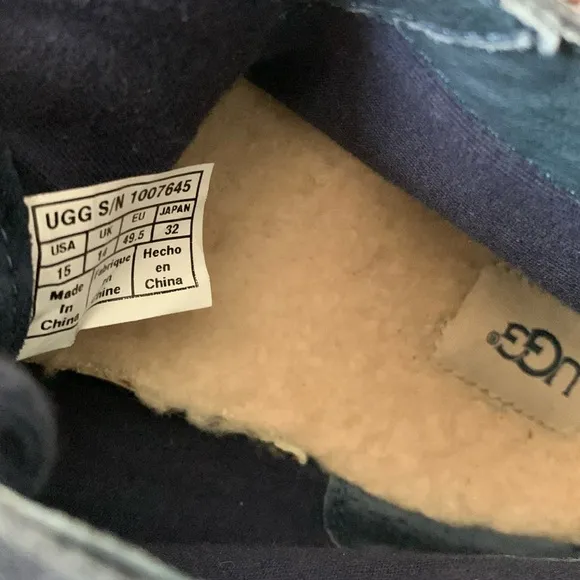 UGG S/N 1007645
USA UK EU JAPAN
15 14 49.5 32
Made In China
Fabrique en Chine
Hecho en China
UGG®